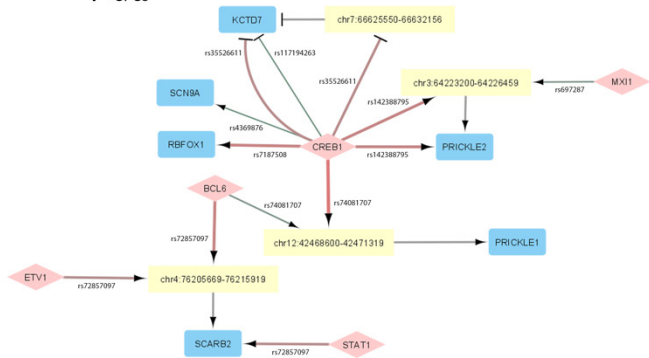 KCTD7
chr7:66625550-66632156
rs35526611
rs117194263
rs35526611
chr3:64223200-64226459
MXI1
rs697287
SCN9A
rs142388795
rs4369876
RBFOX1
rs7187508
CREB1
rs142388795
PRICKLE2
BCL6
rs74081707
rs74081707
rs72857097
chr12:42468600-42471319
PRICKLE1
ETV1
rs72857097
chr4:76205669-76215919
SCARB2
rs72857097
STAT1